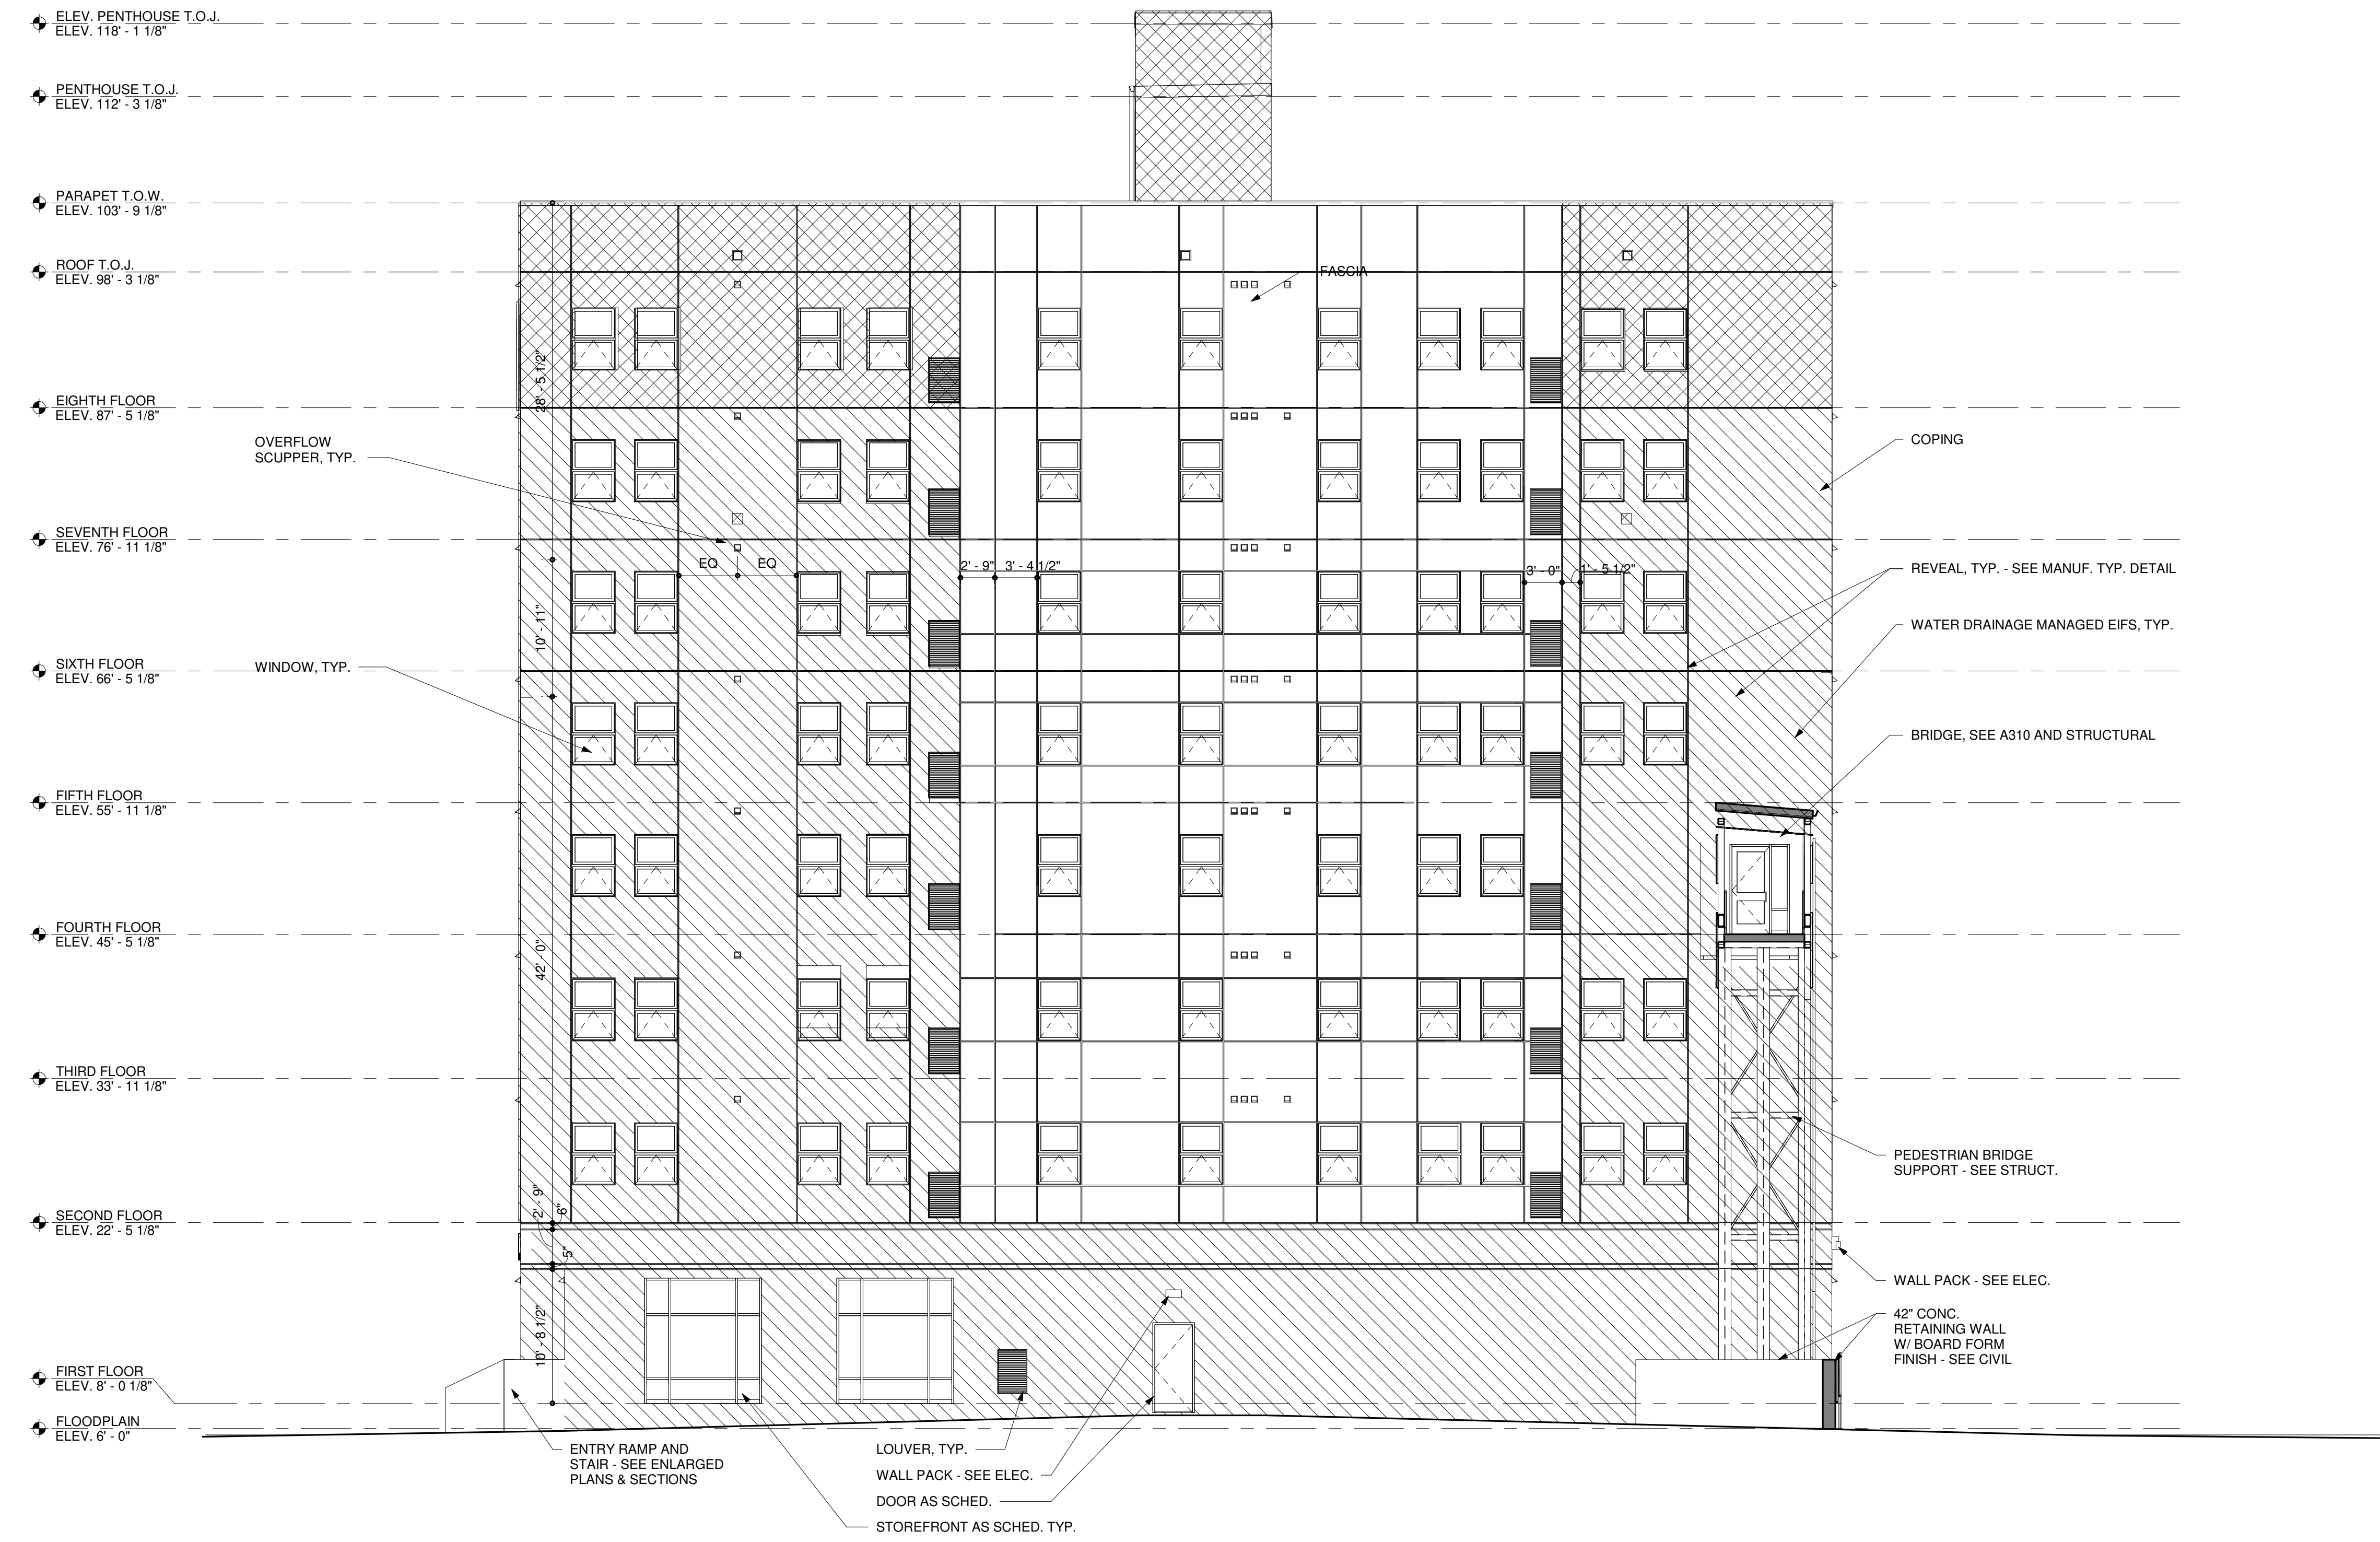 ELEV. PENTHOUSE T.O.J.
ELEV. 118' - 1 1/8"
PENTHOUSE T.O.J.
ELEV. 112' - 3 1/8"
PARAPET T.O.W.
ELEV. 103' - 9 1/8"
ROOF T.O.J.
ELEV. 98' - 3 1/8"
FASCIA
28' - 5 1/2"
EIGHTH FLOOR
ELEV. 87' - 5 1/8"
OVERFLOW
SCUPPER, TYP.
COPING
SEVENTH FLOOR
ELEV. 76' - 11 1/8"
EQ EQ
2' - 9" 3' - 4 1/2"
3' - 0" 1' - 5 1/2"
REVEAL, TYP. - SEE MANUF. TYP. DETAIL
10' - 11"
WATER DRAINAGE MANAGED EIFS, TYP.
SIXTH FLOOR
ELEV. 66' - 5 1/8"
WINDOW, TYP.
BRIDGE, SEE A310 AND STRUCTURAL
FIFTH FLOOR
ELEV. 55' - 11 1/8"
FOURTH FLOOR
ELEV. 45' - 5 1/8"
42' - 0"
THIRD FLOOR
ELEV. 33' - 11 1/8"
PEDESTRIAN BRIDGE
SUPPORT - SEE STRUCT.
SECOND FLOOR
ELEV. 22' - 5 1/8"
2' - 9"
6"
5"
WALL PACK - SEE ELEC.
10' - 8 1/2"
42" CONC.
RETAINING WALL
W/ BOARD FORM
FINISH - SEE CIVIL
FIRST FLOOR
ELEV. 8' - 0 1/8"
FLOODPLAIN
ELEV. 6' - 0"
ENTRY RAMP AND
STAIR - SEE ENLARGED
PLANS & SECTIONS
LOUVER, TYP.
WALL PACK - SEE ELEC.
DOOR AS SCHED.
STOREFRONT AS SCHED. TYP.